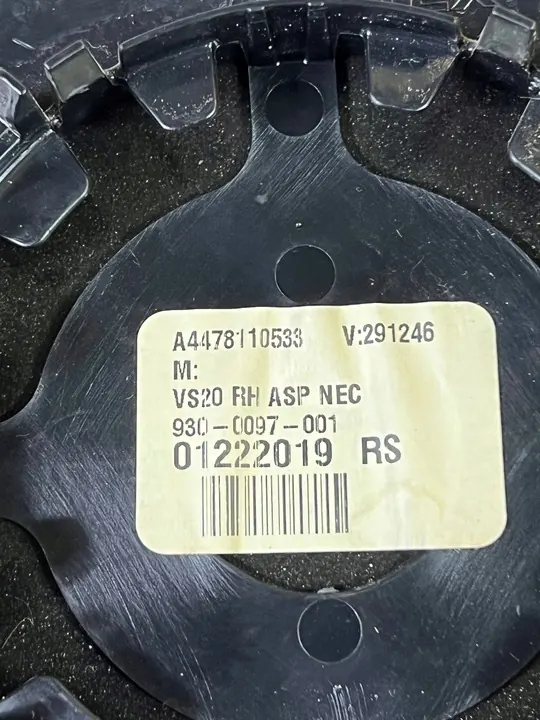 A4478110533 V:291246
M:
VS20 RH ASP NEC
930-0097-001
01222019 RS